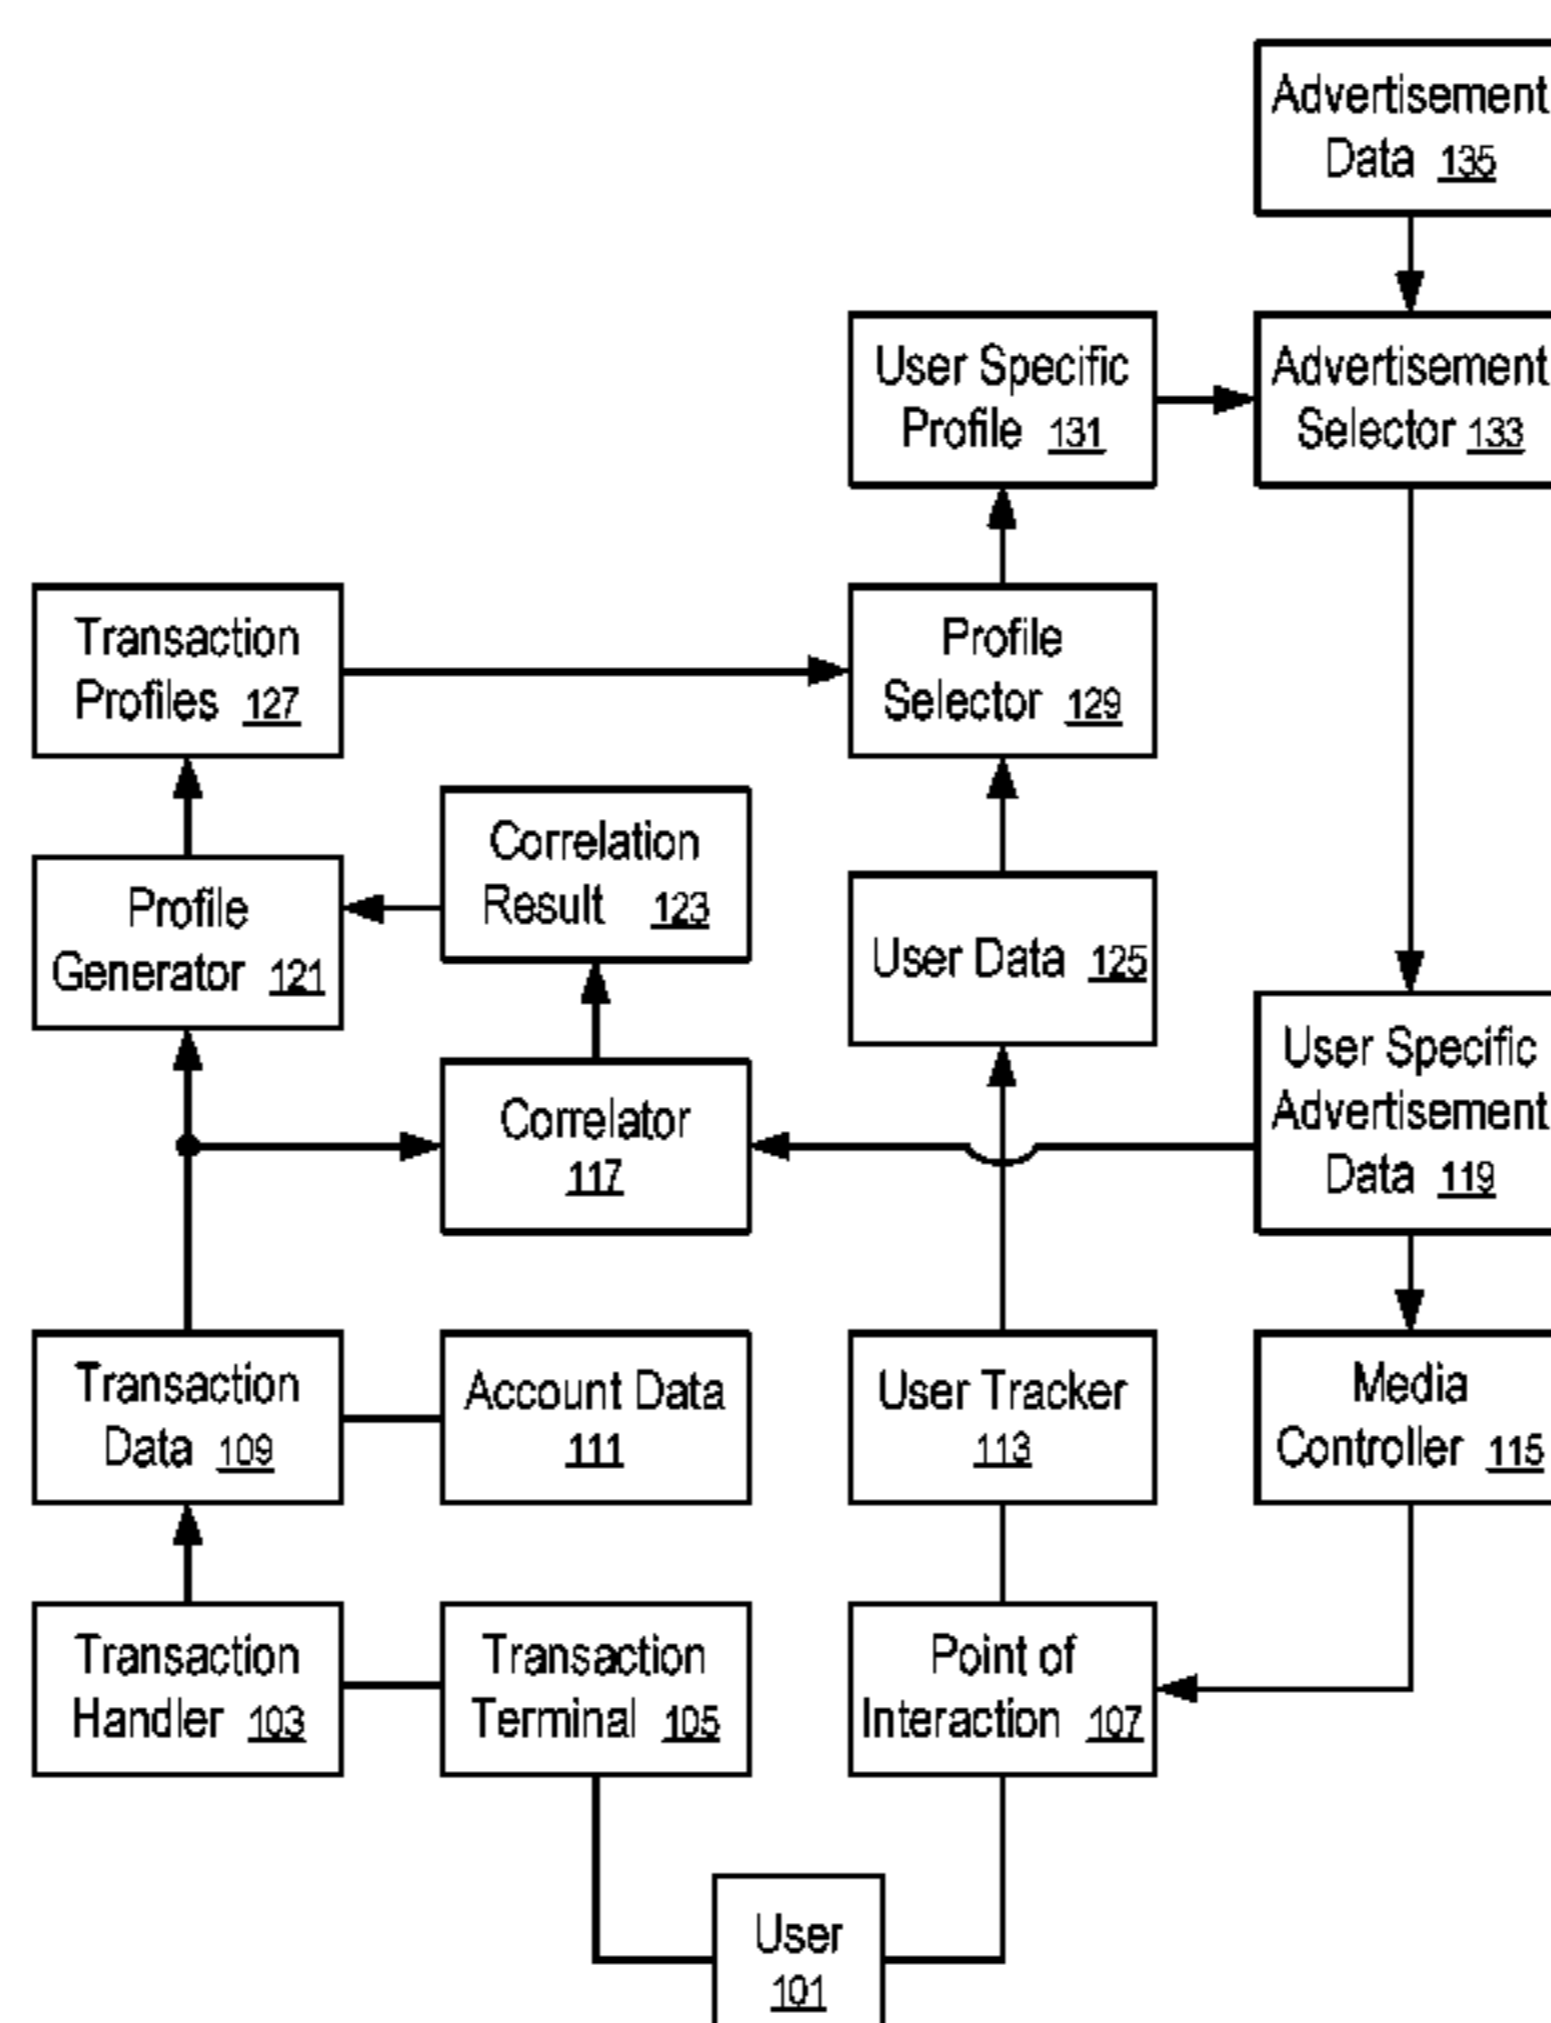 Advertisement
Data 135
User Specific
Profile 131
Advertisement
Selector 133
Transaction
Profiles 127
Profile
Selector 129
Correlation
Result 123
Profile
Generator 121
User Data 125
User Specific
Advertisement
Data 119
Correlator
117
Transaction
Data 109
Account Data
111
User Tracker
113
Media
Controller 115
Transaction
Handler 103
Transaction
Terminal 105
Point of
Interaction 107
User
101